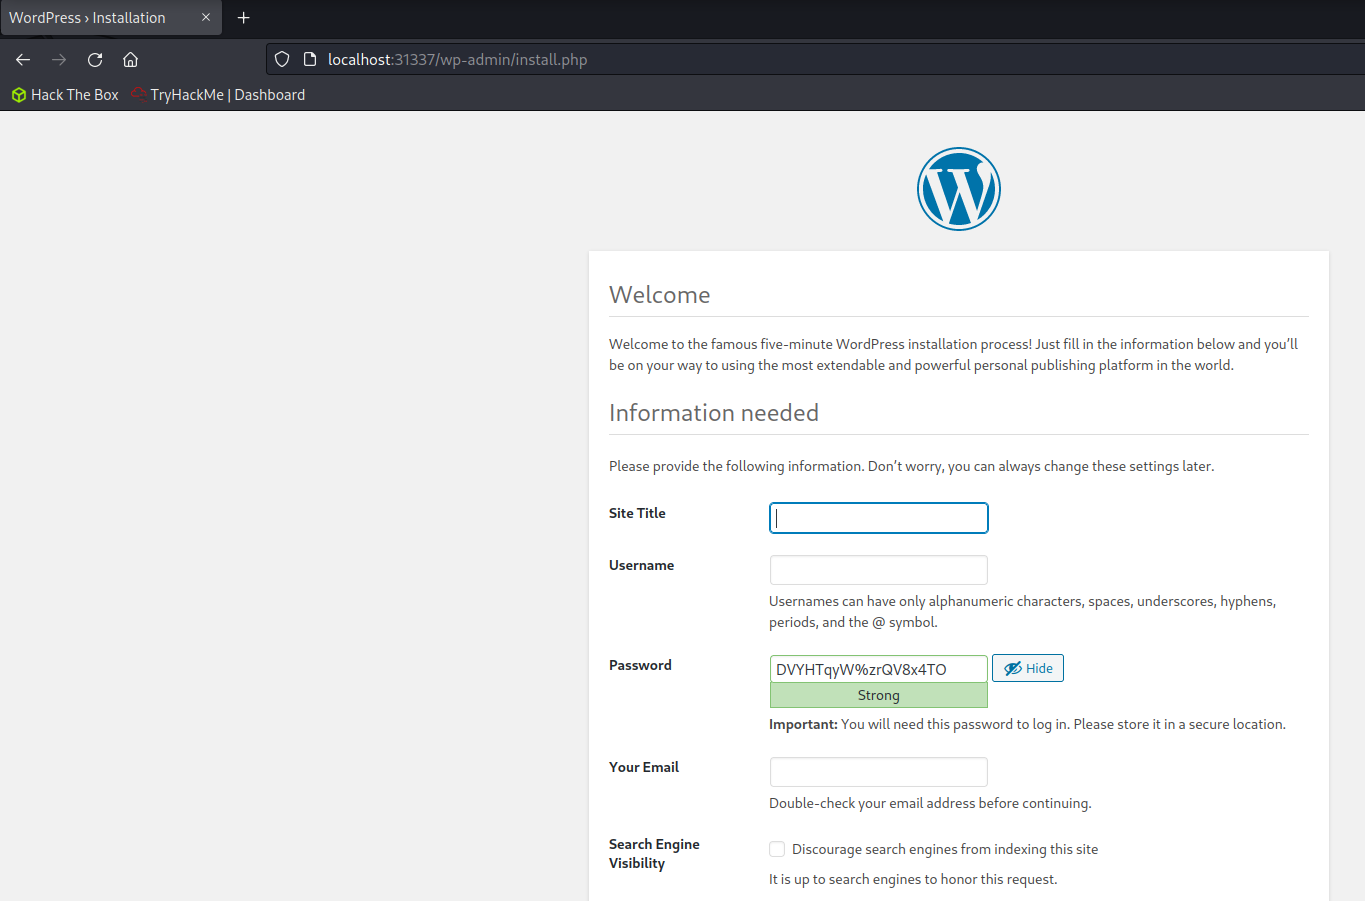 WordPress › Installation
localhost:31337/wp-admin/install.php
Hack The Box
TryHackMe | Dashboard
Welcome
Welcome to the famous five-minute WordPress installation process! Just fill in the information below and you’ll
be on your way to using the most extendable and powerful personal publishing platform in the world.
Information needed
Please provide the following information. Don’t worry, you can always change these settings later.
Site Title
Username
Usernames can have only alphanumeric characters, spaces, underscores, hyphens,
periods, and the @ symbol.
Password
DVYHTqyW%zrQV8x4TO
Hide
Strong
Important: You will need this password to log in. Please store it in a secure location.
Your Email
Double-check your email address before continuing.
Search Engine
Visibility
Discourage search engines from indexing this site
It is up to search engines to honor this request.